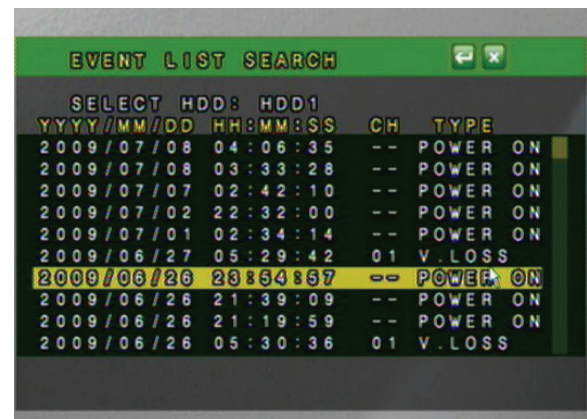 EVENT LIST SEARCH
SELECT HDD: HDD1
YYYY/MM/DD HH:MM:SS CH TYPE
2009/07/08 04:06:35 -- POWER ON
2009/07/08 03:33:28 -- POWER ON
2009/07/07 02:42:10 -- POWER ON
2009/07/02 22:32:00 -- POWER ON
2009/07/01 02:34:14 -- POWER ON
2009/06/27 05:29:42 01 V.LOSS
2009/06/26 23:54:57 -- POWER ON
2009/06/26 21:39:09 -- POWER ON
2009/06/26 21:19:59 -- POWER ON
2009/06/26 05:30:36 01 V.LOSS